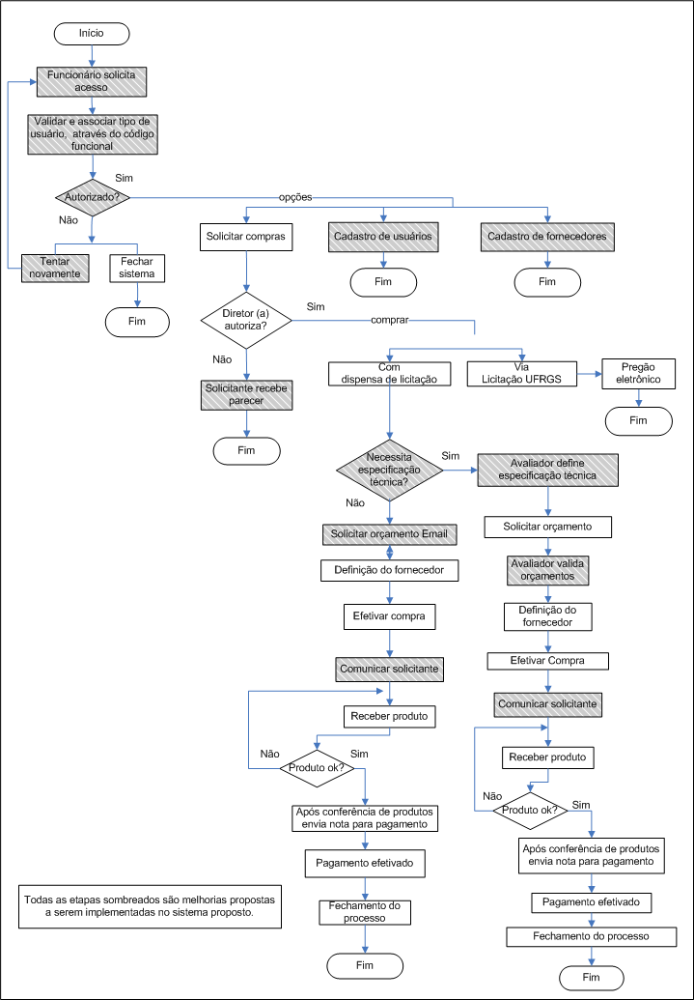 Início
Funcionário solicita
acesso
Validar e associar tipo de
usuário, através do código
funcional
Sim
Autorizado?
opções
Não
Tentar
novamente
Fechar
sistema
Fim
Solicitar compras
Cadastro de usuários
Cadastro de fornecedores
Fim
Fim
Diretor (a)
autoriza?
Sim
comprar
Não
Solicitante recebe
parecer
Fim
Com
dispensa de licitação
Via
Licitação UFRGS
Pregão
eletrônico
Fim
Necessita
especificação
técnica?
Sim
Avaliador define
especificação técnica
Não
Solicitar orçamento Email
Definição do fornecedor
Efetivar compra
Comunicar solicitante
Receber produto
Não
Sim
Produto ok?
Após conferência de produtos
envia nota para pagamento
Pagamento efetivado
Fechamento do
processo
Fim
Solicitar orçamento
Avaliador valida
orçamentos
Definição do
fornecedor
Efetivar Compra
Comunicar solicitante
Receber produto
Não
Sim
Produto ok?
Após conferência de produtos
envia nota para pagamento
Pagamento efetivado
Fechamento do processo
Fim
Todas as etapas sombreados são melhorias propostas
a serem implementadas no sistema proposto.